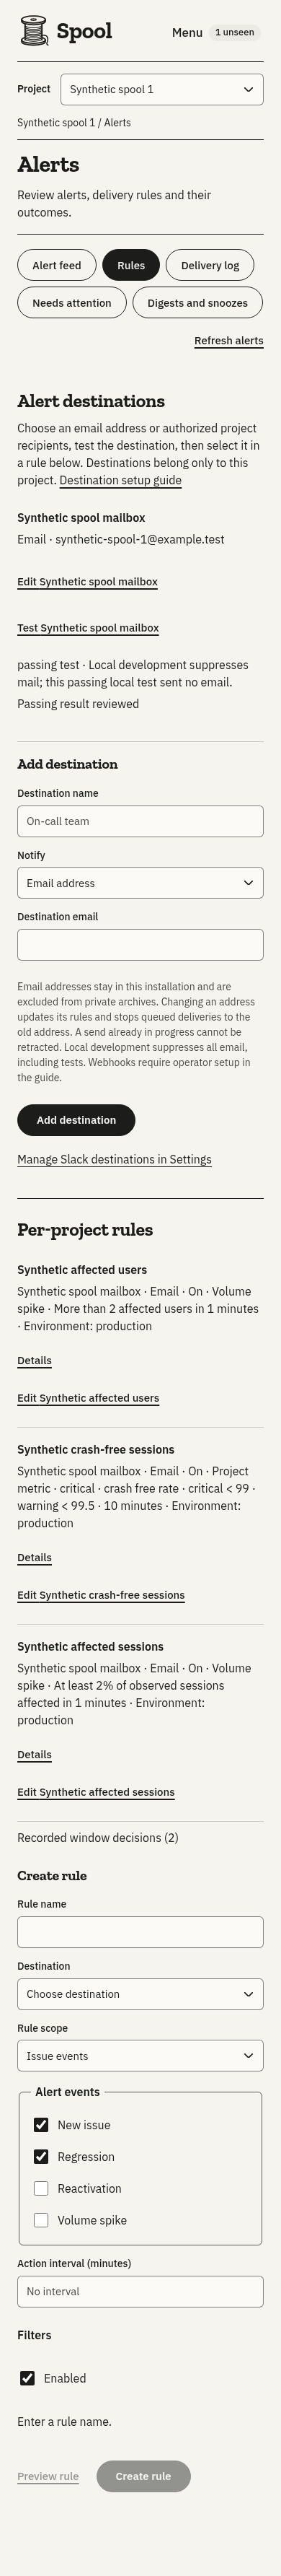 Spool
Menu 1 unseen
Project Synthetic spool 1
Synthetic spool 1 / Alerts
Alerts
Review alerts, delivery rules and their
outcomes.
Alert feed Rules Delivery log
Needs attention Digests and snoozes
Refresh alerts
Alert destinations
Choose an email address or authorized project
recipients, test the destination, then select it in
a rule below. Destinations belong only to this
project. Destination setup guide
Synthetic spool mailbox
Email · synthetic-spool-1@example.test
Edit Synthetic spool mailbox
Test Synthetic spool mailbox
passing test · Local development suppresses
mail; this passing local test sent no email.
Passing result reviewed
Add destination
Destination name
On-call team
Notify
Email address
Destination email
Email addresses stay in this installation and are
excluded from private archives. Changing an address
updates its rules and stops queued deliveries to the
old address. A send already in progress cannot be
retracted. Local development suppresses all email,
including tests. Webhooks require operator setup in
the guide.
Add destination
Manage Slack destinations in Settings
Per-project rules
Synthetic affected users
Synthetic spool mailbox · Email · On · Volume
spike · More than 2 affected users in 1 minutes
· Environment: production
Details
Edit Synthetic affected users
Synthetic crash-free sessions
Synthetic spool mailbox · Email · On · Project
metric · critical · crash free rate · critical < 99 ·
warning < 99.5 · 10 minutes · Environment:
production
Details
Edit Synthetic crash-free sessions
Synthetic affected sessions
Synthetic spool mailbox · Email · On · Volume
spike · At least 2% of observed sessions
affected in 1 minutes · Environment:
production
Details
Edit Synthetic affected sessions
Recorded window decisions (2)
Create rule
Rule name
Destination
Choose destination
Rule scope
Issue events
Alert events
New issue
Regression
Reactivation
Volume spike
Action interval (minutes)
No interval
Filters
Enabled
Enter a rule name.
Preview rule Create rule